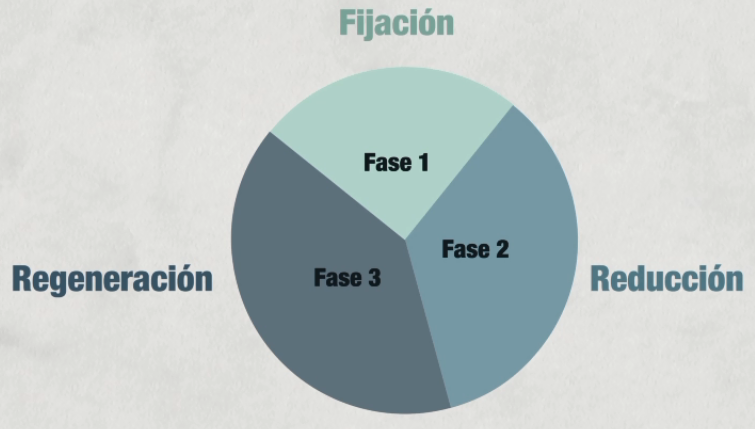 Fijación
Fase 1
Fase 2
Fase 3
Regeneración
Reducción